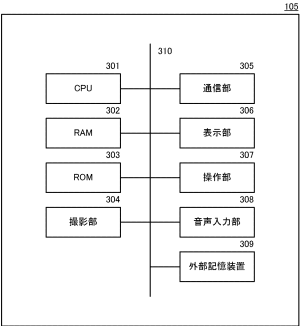 105
310
301
CPU
305
通信部
302
RAM
306
表示部
303
ROM
307
操作部
304
撮影部
308
音声入力部
309
外部記憶装置